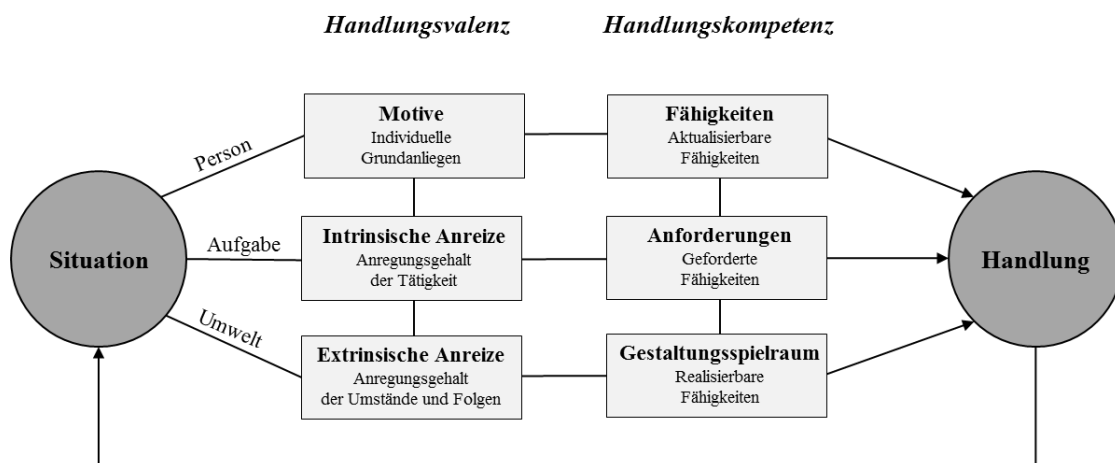 Handlungsvalenz
Handlungskompetenz
Motive
Individuelle
Grundanliegen
Fähigkeiten
Aktualisierbare
Fähigkeiten
Person
Situation
Aufgabe
Intrinsische Anreize
Anregungsgehalt
der Tätigkeit
Anforderungen
Geforderte
Fähigkeiten
Handlung
Umwelt
Extrinsische Anreize
Anregungsgehalt
der Umstände und Folgen
Gestaltungsspielraum
Realisierbare
Fähigkeiten